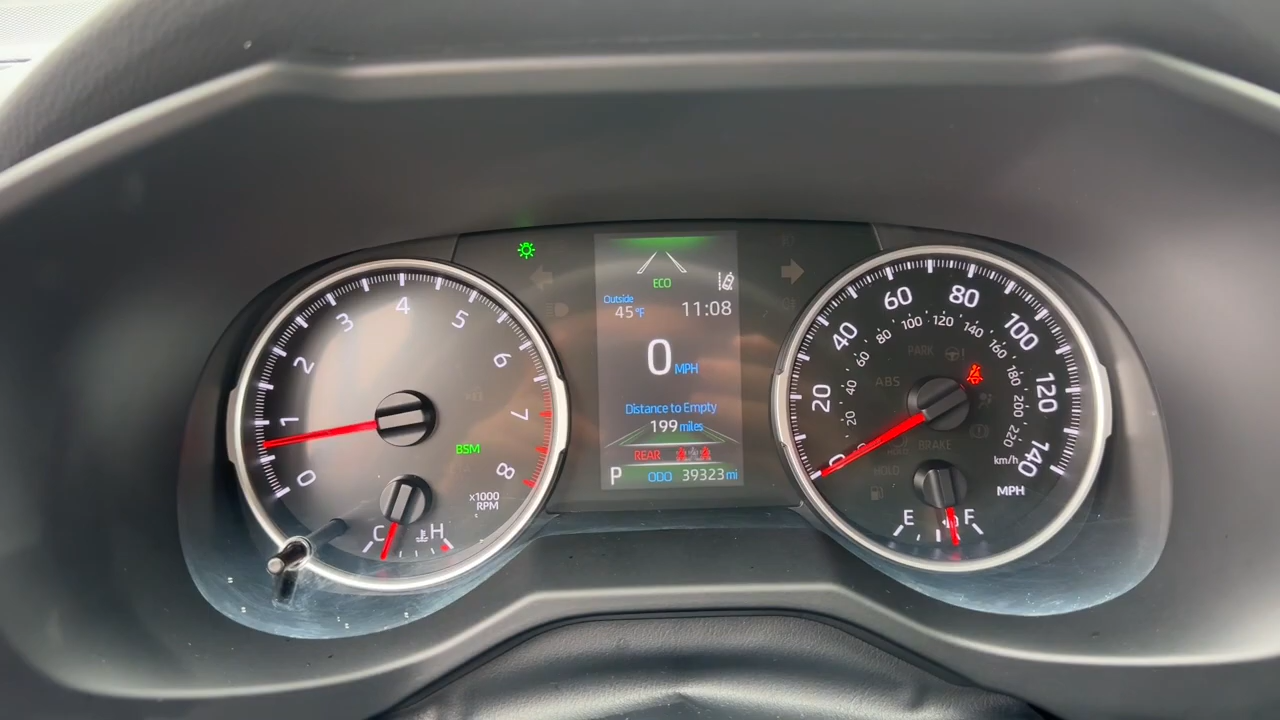 0
1
2
3
4
5
6
7
8
x1000
RPM
BSM
C
H
ECO
Outside
45°F
11:08
0 MPH
Distance to Empty
199 miles
REAR
P
ODO 39323 mi
0
20
40
60
80
100
120
140
MPH
20
40
60
80
100
120
140
160
180
200
220
km/h
PARK
ABS
BRAKE
HOLD
HOLD
E
F